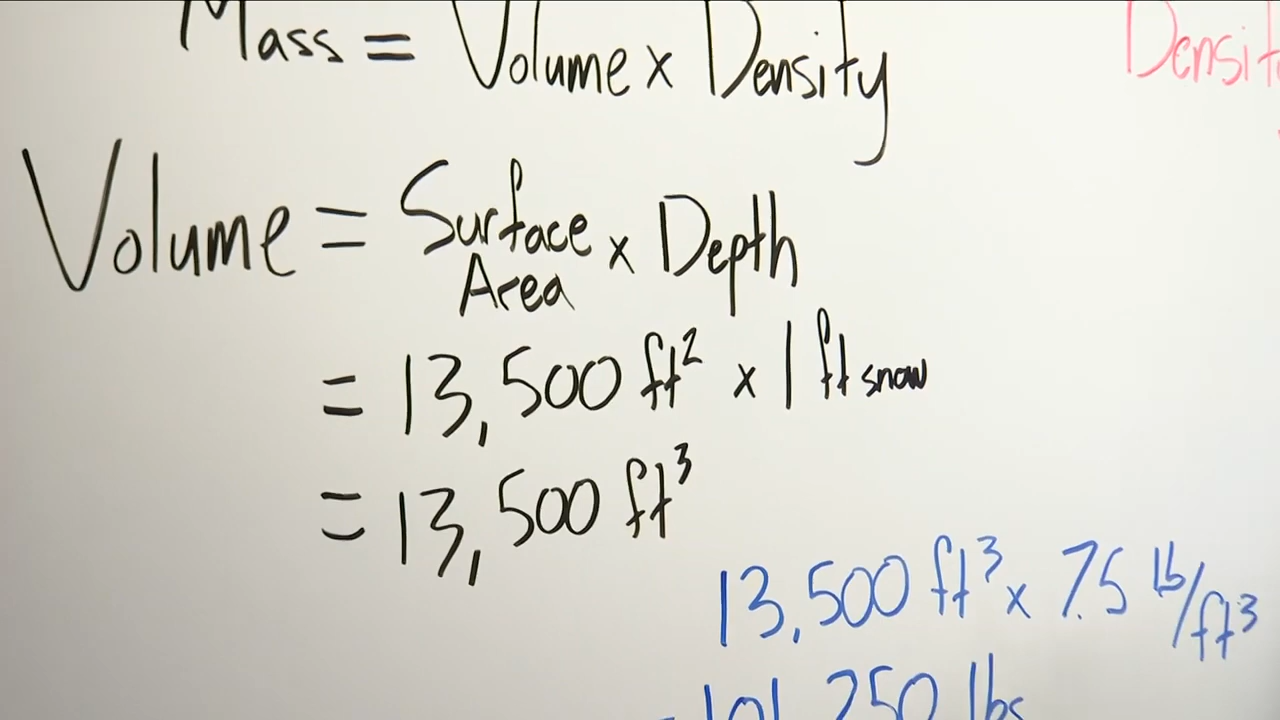 Mass = Volume x Density
Densit
Volume = Surface Area x Depth
= 13,500 ft² x 1 ft snow
= 13,500 ft³
13,500 ft³ x 7.5 lb/ft³
= 101,250 lbs